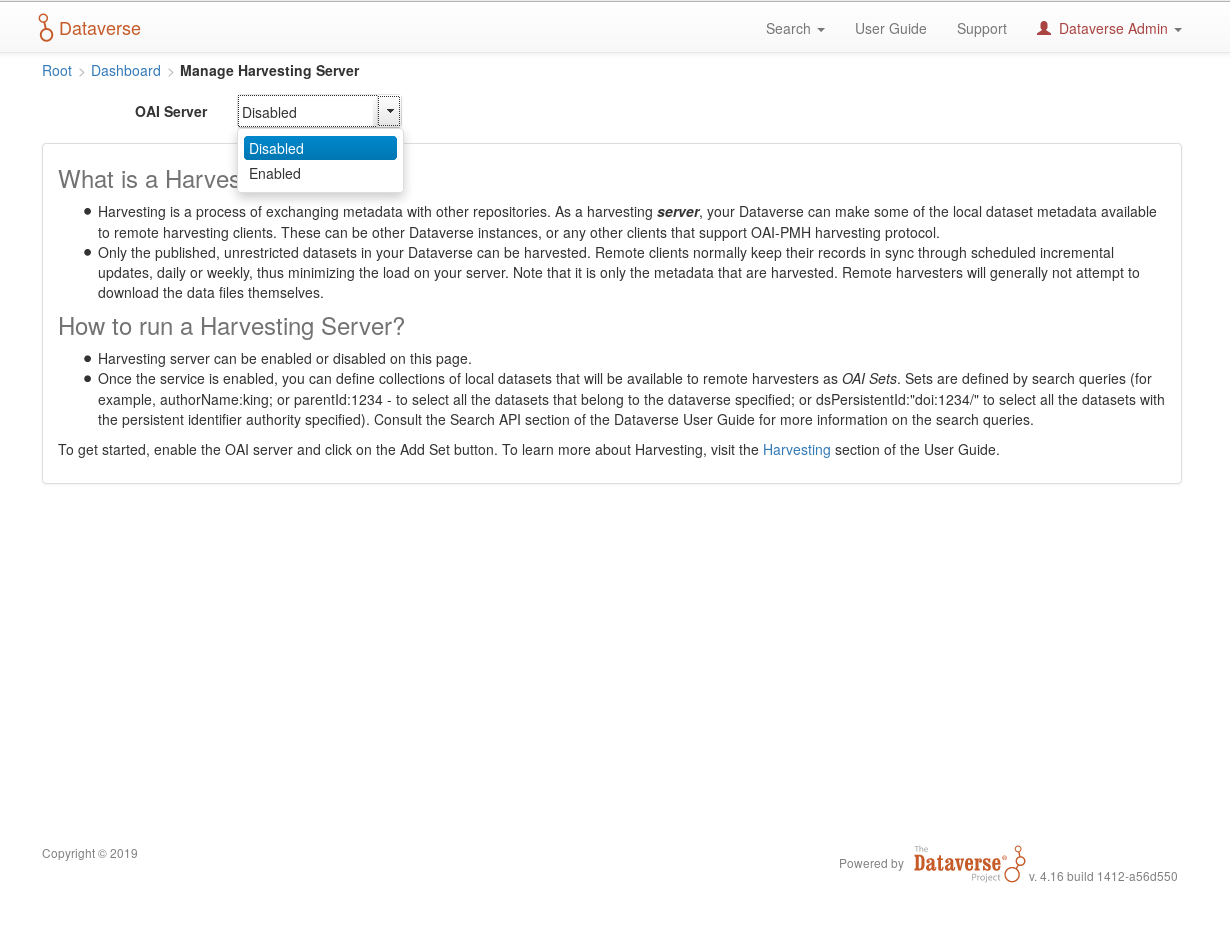 Dataverse Search User Guide Support Dataverse Admin
Root > Dashboard > Manage Harvesting Server
OAI Server Disabled
Disabled
Enabled
What is a Harves
• Harvesting is a process of exchanging metadata with other repositories. As a harvesting server, your Dataverse can make some of the local dataset metadata available
to remote harvesting clients. These can be other Dataverse instances, or any other clients that support OAI-PMH harvesting protocol.
• Only the published, unrestricted datasets in your Dataverse can be harvested. Remote clients normally keep their records in sync through scheduled incremental
updates, daily or weekly, thus minimizing the load on your server. Note that it is only the metadata that are harvested. Remote harvesters will generally not attempt to
download the data files themselves.
How to run a Harvesting Server?
• Harvesting server can be enabled or disabled on this page.
• Once the service is enabled, you can define collections of local datasets that will be available to remote harvesters as OAI Sets. Sets are defined by search queries (for
example, authorName:king; or parentId:1234 - to select all the datasets that belong to the dataverse specified; or dsPersistentId:"doi:1234/" to select all the datasets with
the persistent identifier authority specified). Consult the Search API section of the Dataverse User Guide for more information on the search queries.
To get started, enable the OAI server and click on the Add Set button. To learn more about Harvesting, visit the Harvesting section of the User Guide.
Copyright © 2019
Powered by The Dataverse® Project v. 4.16 build 1412-a56d550